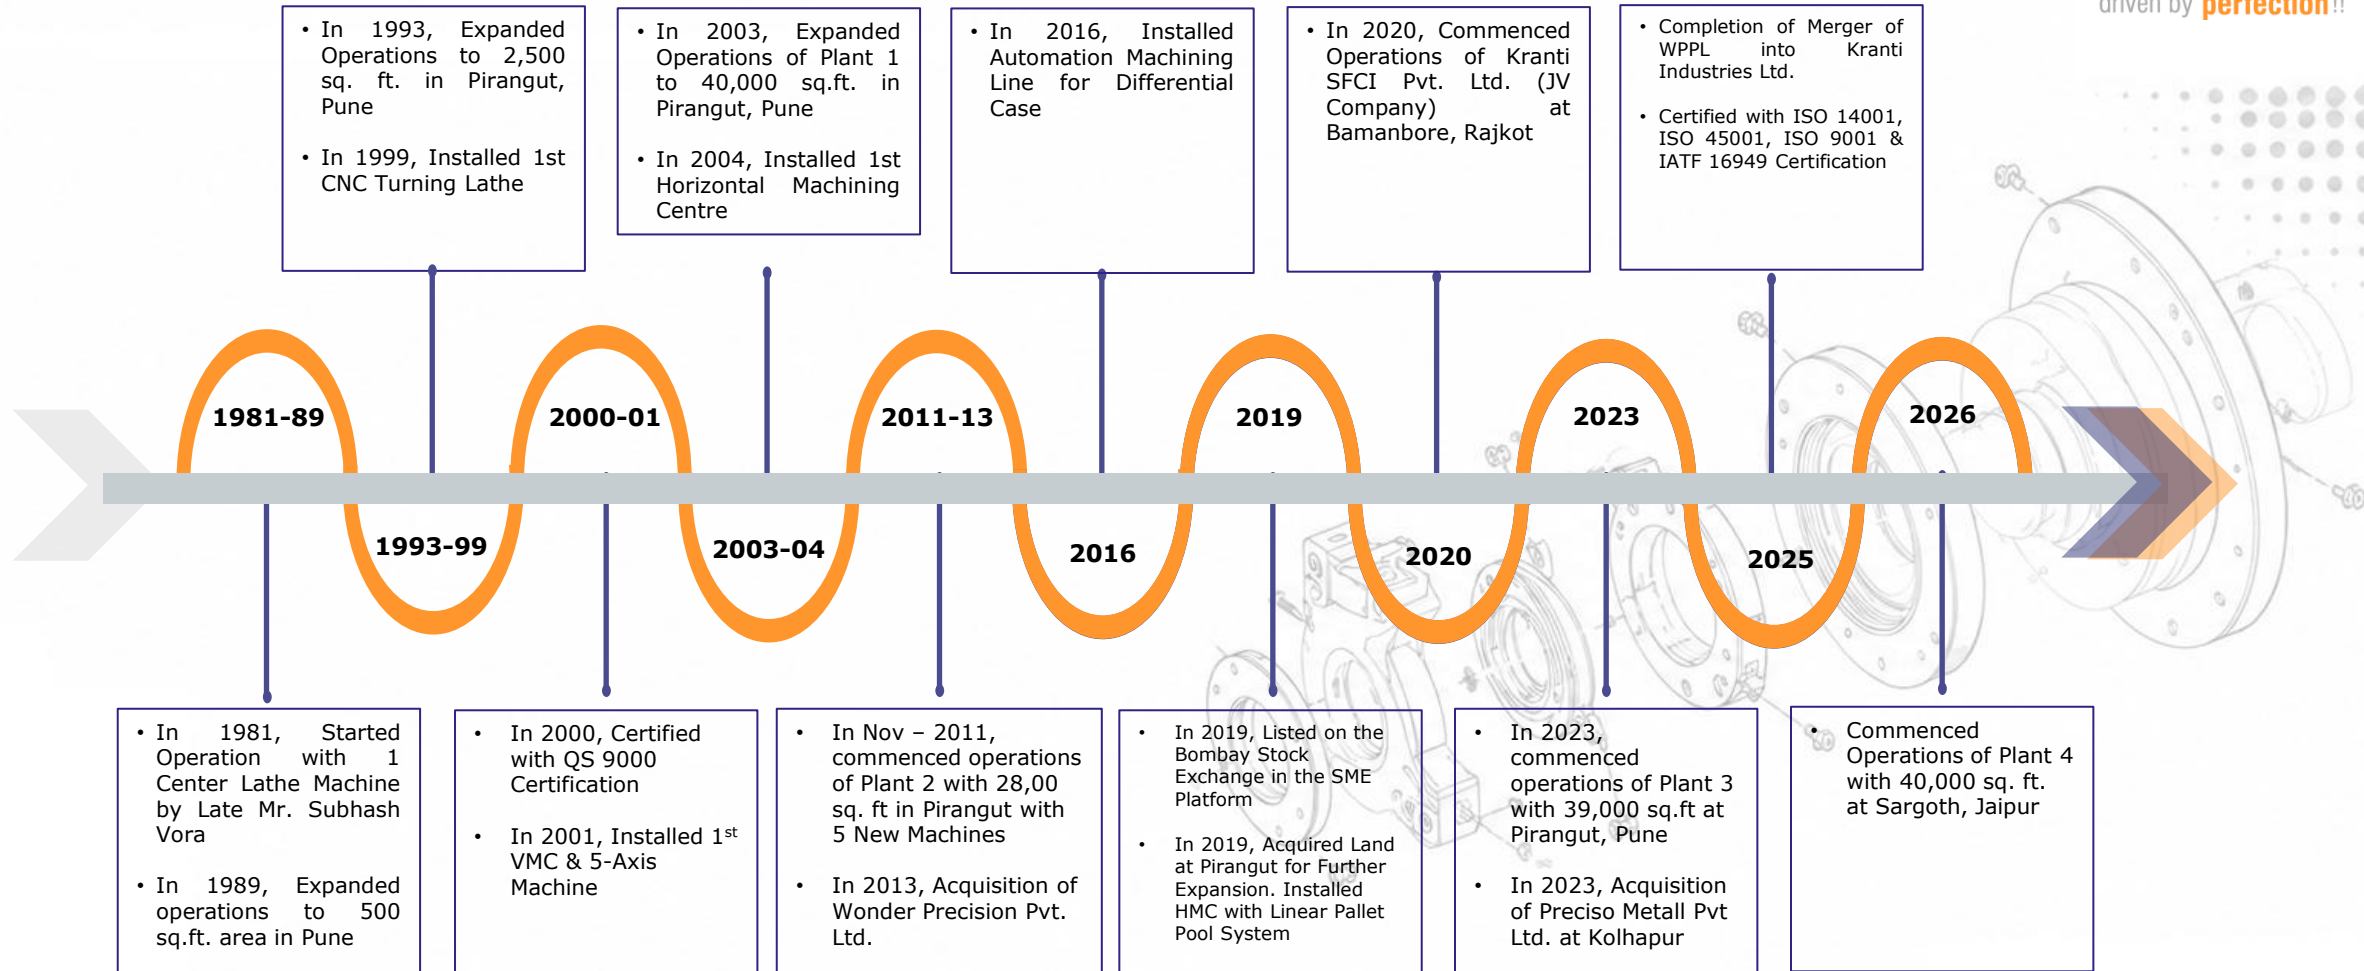 driven by perfection!!
• In 1993, Expanded
Operations to 2,500
sq. ft. in Pirangut,
Pune
• In 1999, Installed 1st
CNC Turning Lathe
• In 2003, Expanded
Operations of Plant 1
to 40,000 sq.ft. in
Pirangut, Pune
• In 2004, Installed 1st
Horizontal Machining
Centre
• In 2016, Installed
Automation Machining
Line for Differential
Case
• In 2020, Commenced
Operations of Kranti
SFCI Pvt. Ltd. (JV
Company) at
Bamanbore, Rajkot
• Completion of Merger of
WPPL into Kranti
Industries Ltd.
• Certified with ISO 14001,
ISO 45001, ISO 9001 &
IATF 16949 Certification
1981-89
1993-99
2000-01
2003-04
2011-13
2016
2019
2020
2023
2025
2026
• In 1981, Started
Operation with 1
Center Lathe Machine
by Late Mr. Subhash
Vora
• In 1989, Expanded
operations to 500
sq.ft. area in Pune
• In 2000, Certified
with QS 9000
Certification
• In 2001, Installed 1st
VMC & 5-Axis
Machine
• In Nov – 2011,
commenced operations
of Plant 2 with 28,00
sq. ft in Pirangut with
5 New Machines
• In 2013, Acquisition of
Wonder Precision Pvt.
Ltd.
• In 2019, Listed on the
Bombay Stock
Exchange in the SME
Platform
• In 2019, Acquired Land
at Pirangut for Further
Expansion. Installed
HMC with Linear Pallet
Pool System
• In 2023,
commenced
operations of Plant 3
with 39,000 sq.ft at
Pirangut, Pune
• In 2023, Acquisition
of Preciso Metall Pvt
Ltd. at Kolhapur
• Commenced
Operations of Plant 4
with 40,000 sq. ft.
at Sargoth, Jaipur